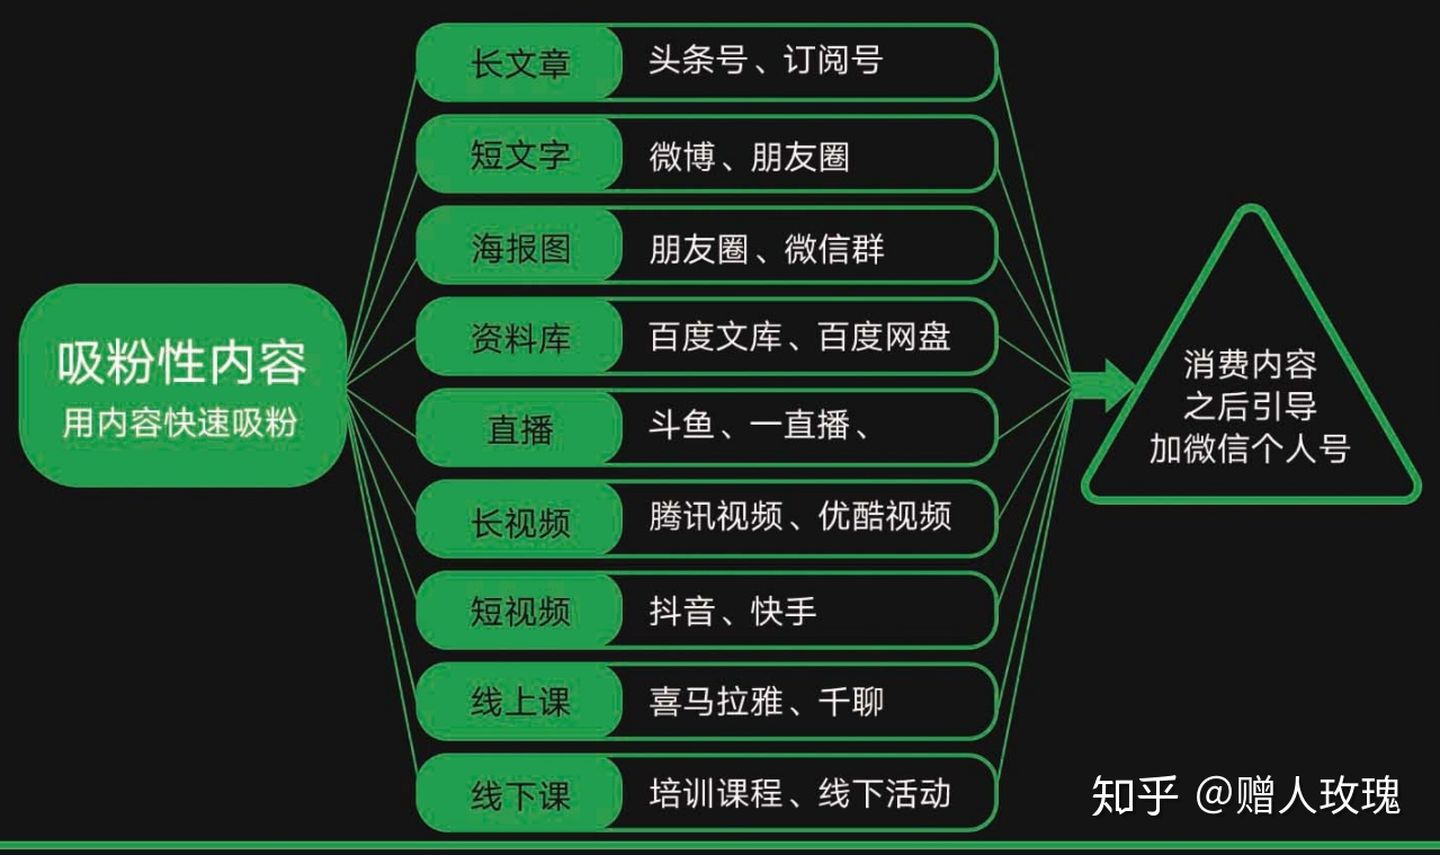 吸粉性内容
用内容快速吸粉
长文章
头条号、订阅号
短文字
微博、朋友圈
海报图
朋友圈、微信群
资料库
百度文库、百度网盘
直播
斗鱼、一直播、
长视频
腾讯视频、优酷视频
短视频
抖音、快手
线上课
喜马拉雅、千聊
线下课
培训课程、线下活动
消费内容
之后引导
加微信个人号
知乎 @赠人玫瑰